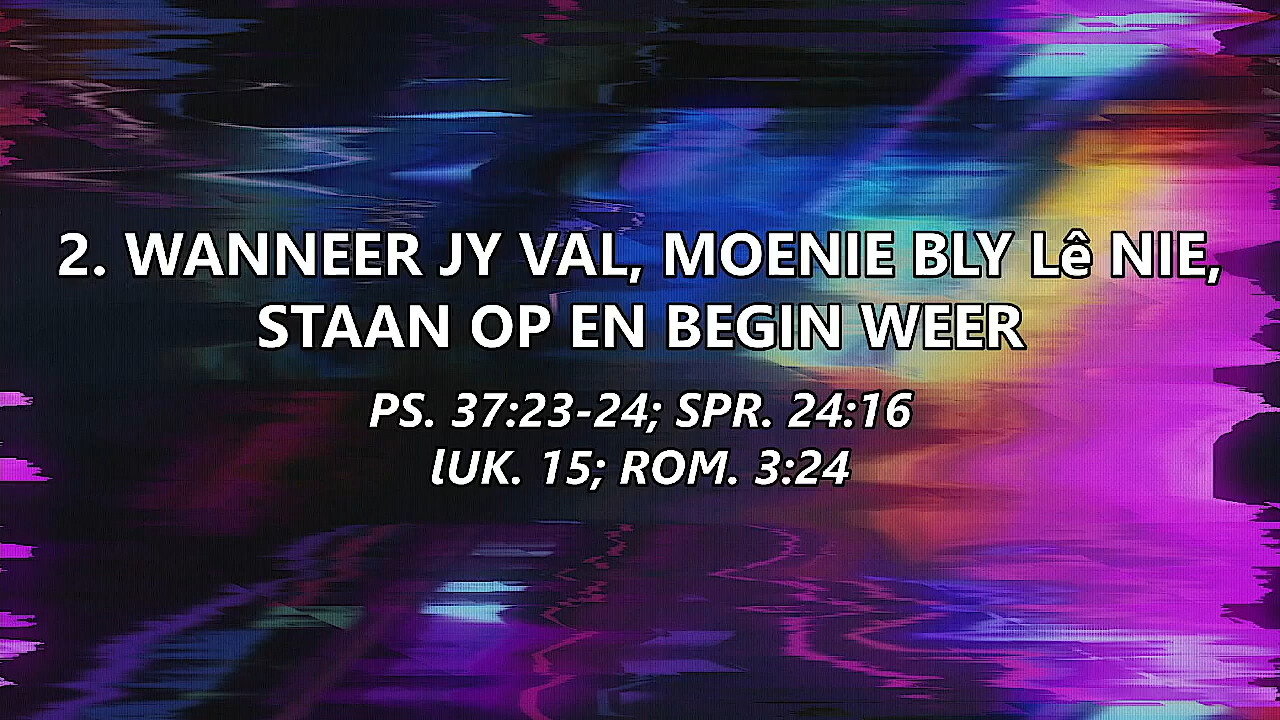 2. WANNEER JY VAL, MOENIE BLY Lê NIE,
STAAN OP EN BEGIN WEER
PS. 37:23-24; SPR. 24:16
lUK. 15; ROM. 3:24